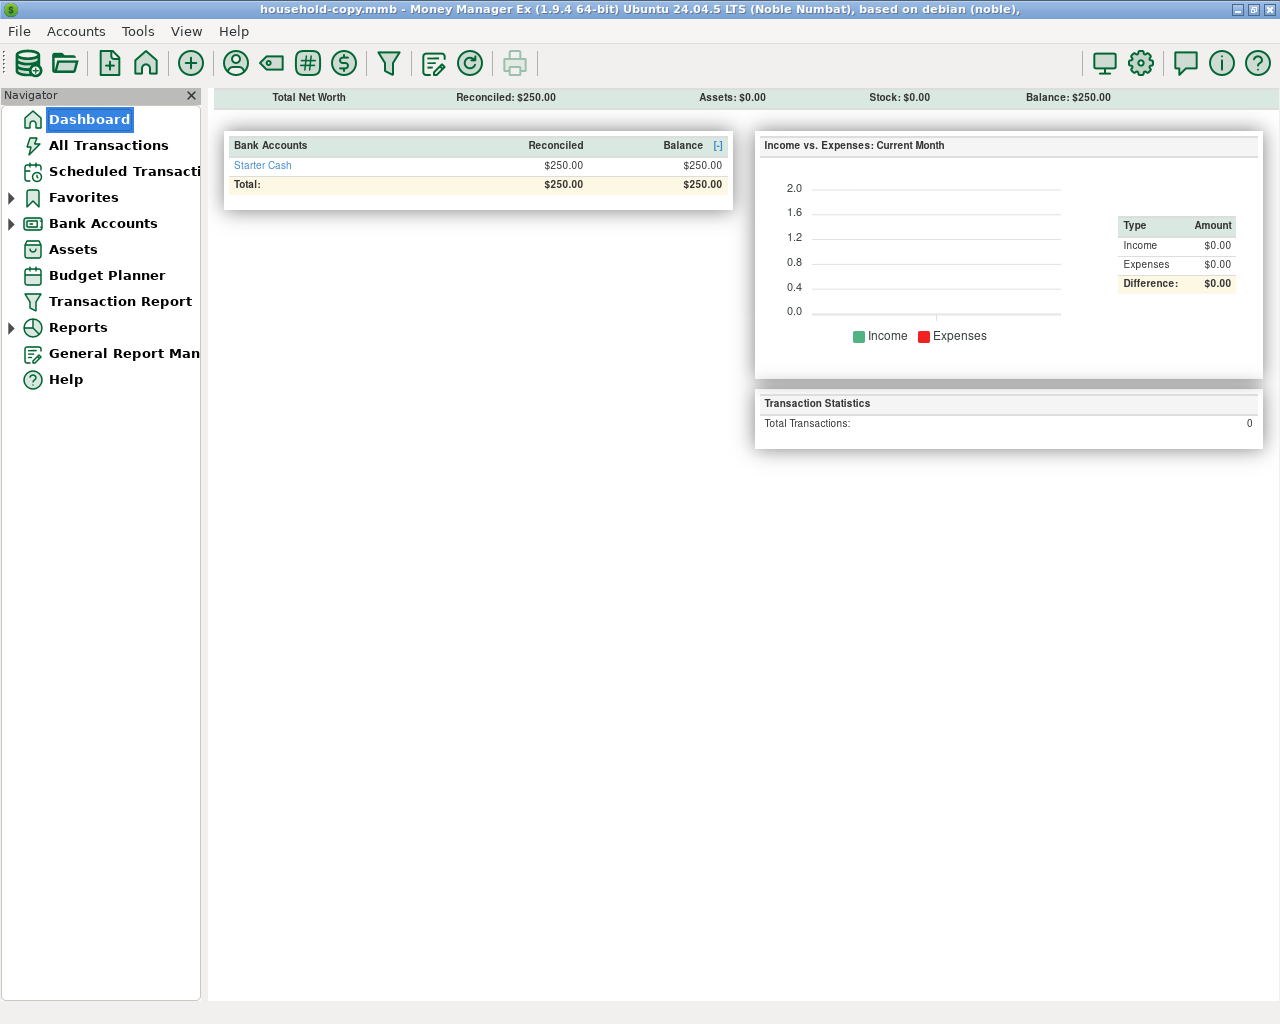 household-copy.mmb - Money Manager Ex (1.9.4 64-bit) Ubuntu 24.04.5 LTS (Noble Numbat), based on debian (noble),
File Accounts Tools View Help
Navigator
Dashboard
All Transactions
Scheduled Transacti
Favorites
Bank Accounts
Assets
Budget Planner
Transaction Report
Reports
General Report Man
Help
Total Net Worth Reconciled: $250.00 Assets: $0.00 Stock: $0.00 Balance: $250.00
Bank Accounts Reconciled Balance [-]
Starter Cash $250.00 $250.00
Total: $250.00 $250.00
Income vs. Expenses: Current Month
2.0
1.6
1.2
0.8
0.4
0.0
Income Expenses
Type Amount
Income $0.00
Expenses $0.00
Difference: $0.00
Transaction Statistics
Total Transactions: 0